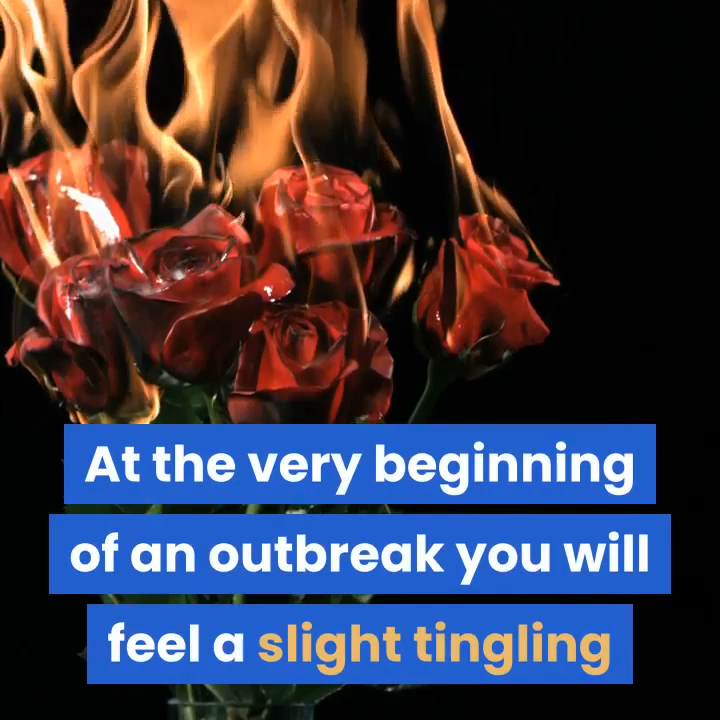 At the very beginning
of an outbreak you will
feel a slight tingling